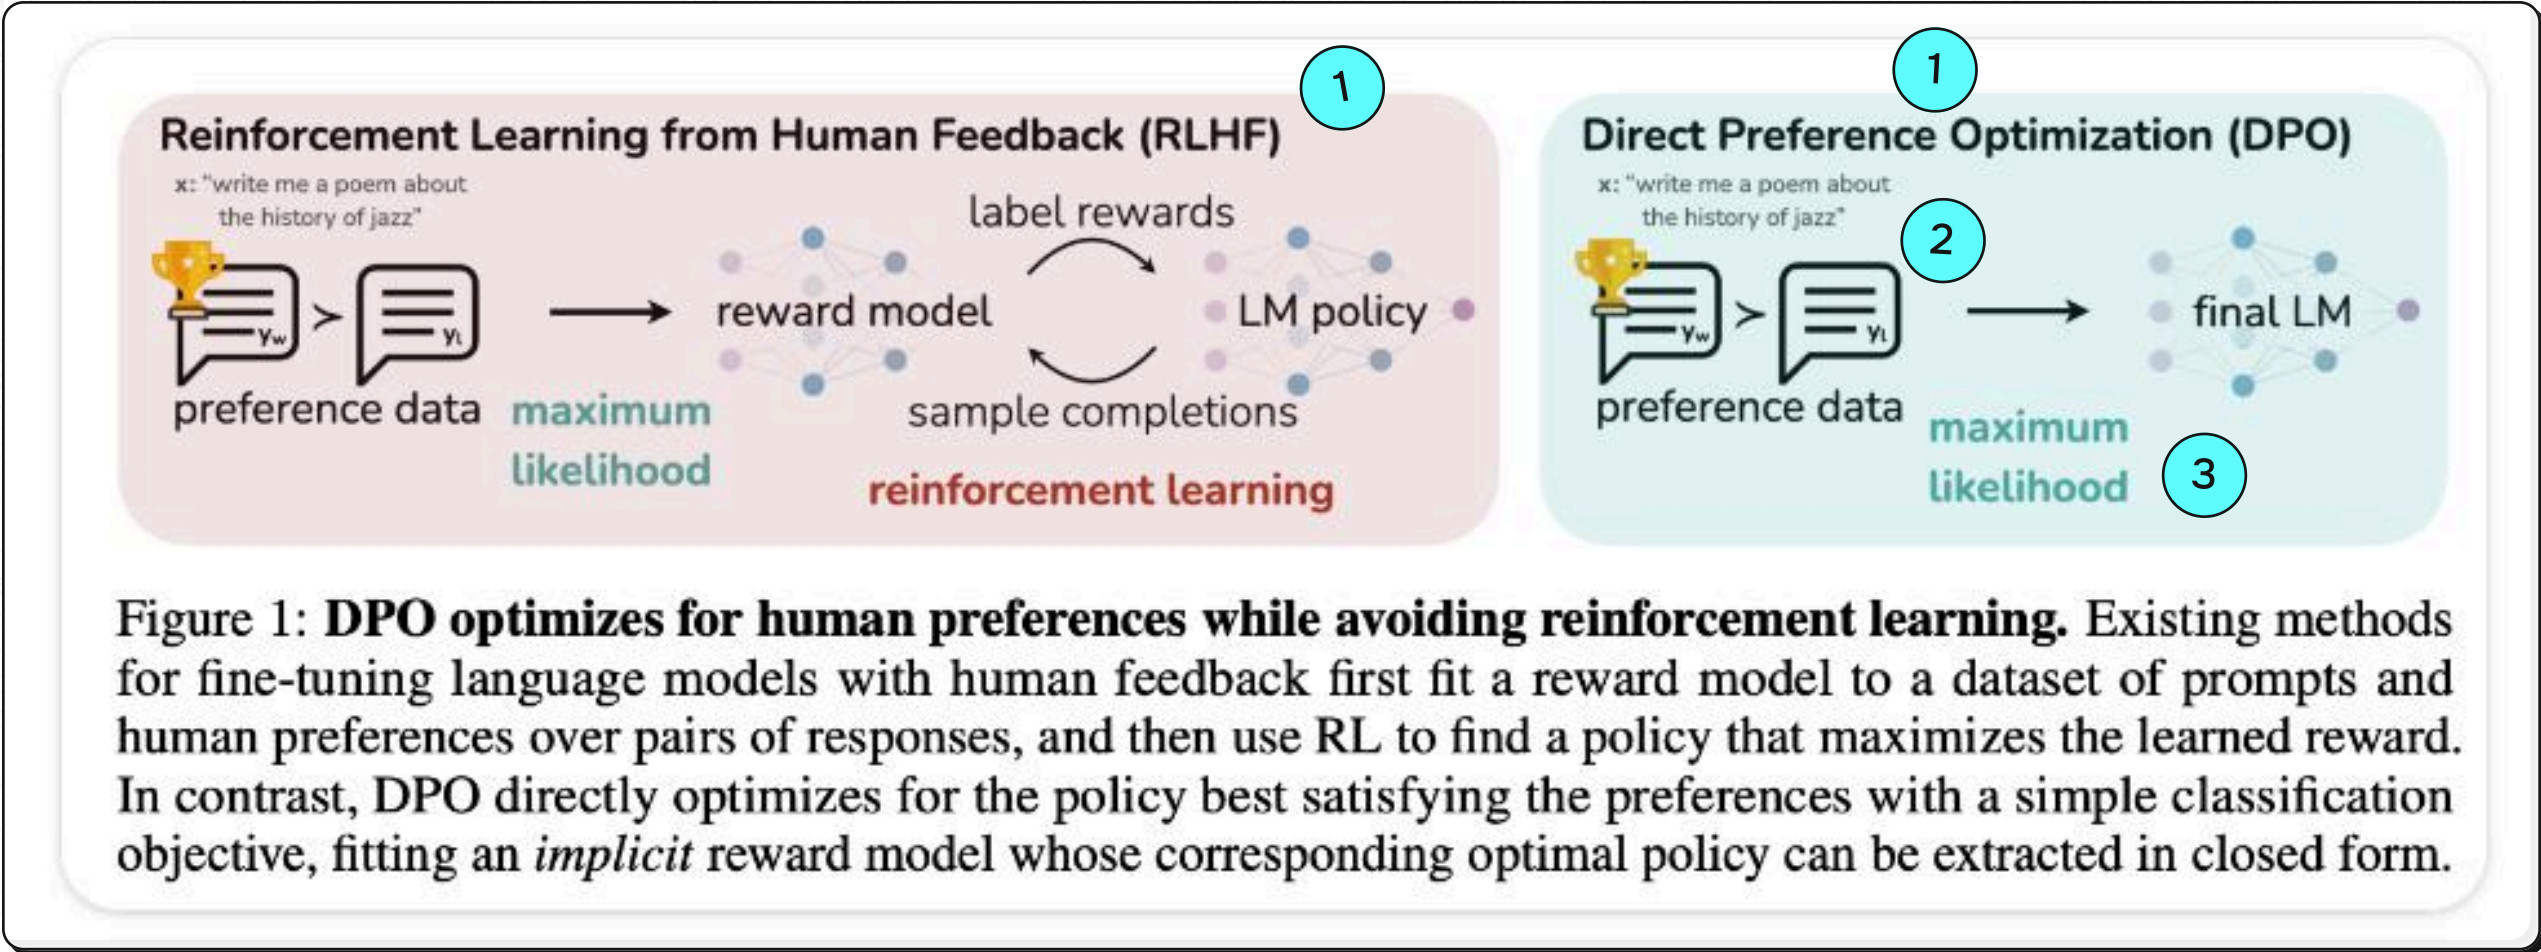 1
1
Reinforcement Learning from Human Feedback (RLHF)
x: "write me a poem about
the history of jazz"
label rewards
yw
>
yl
reward model
LM policy
preference data
maximum
likelihood
sample completions
reinforcement learning
Direct Preference Optimization (DPO)
x: "write me a poem about
the history of jazz"
2
yw
>
yl
final LM
preference data
maximum
likelihood
3
Figure 1: DPO optimizes for human preferences while avoiding reinforcement learning. Existing methods
for fine-tuning language models with human feedback first fit a reward model to a dataset of prompts and
human preferences over pairs of responses, and then use RL to find a policy that maximizes the learned reward.
In contrast, DPO directly optimizes for the policy best satisfying the preferences with a simple classification
objective, fitting an implicit reward model whose corresponding optimal policy can be extracted in closed form.